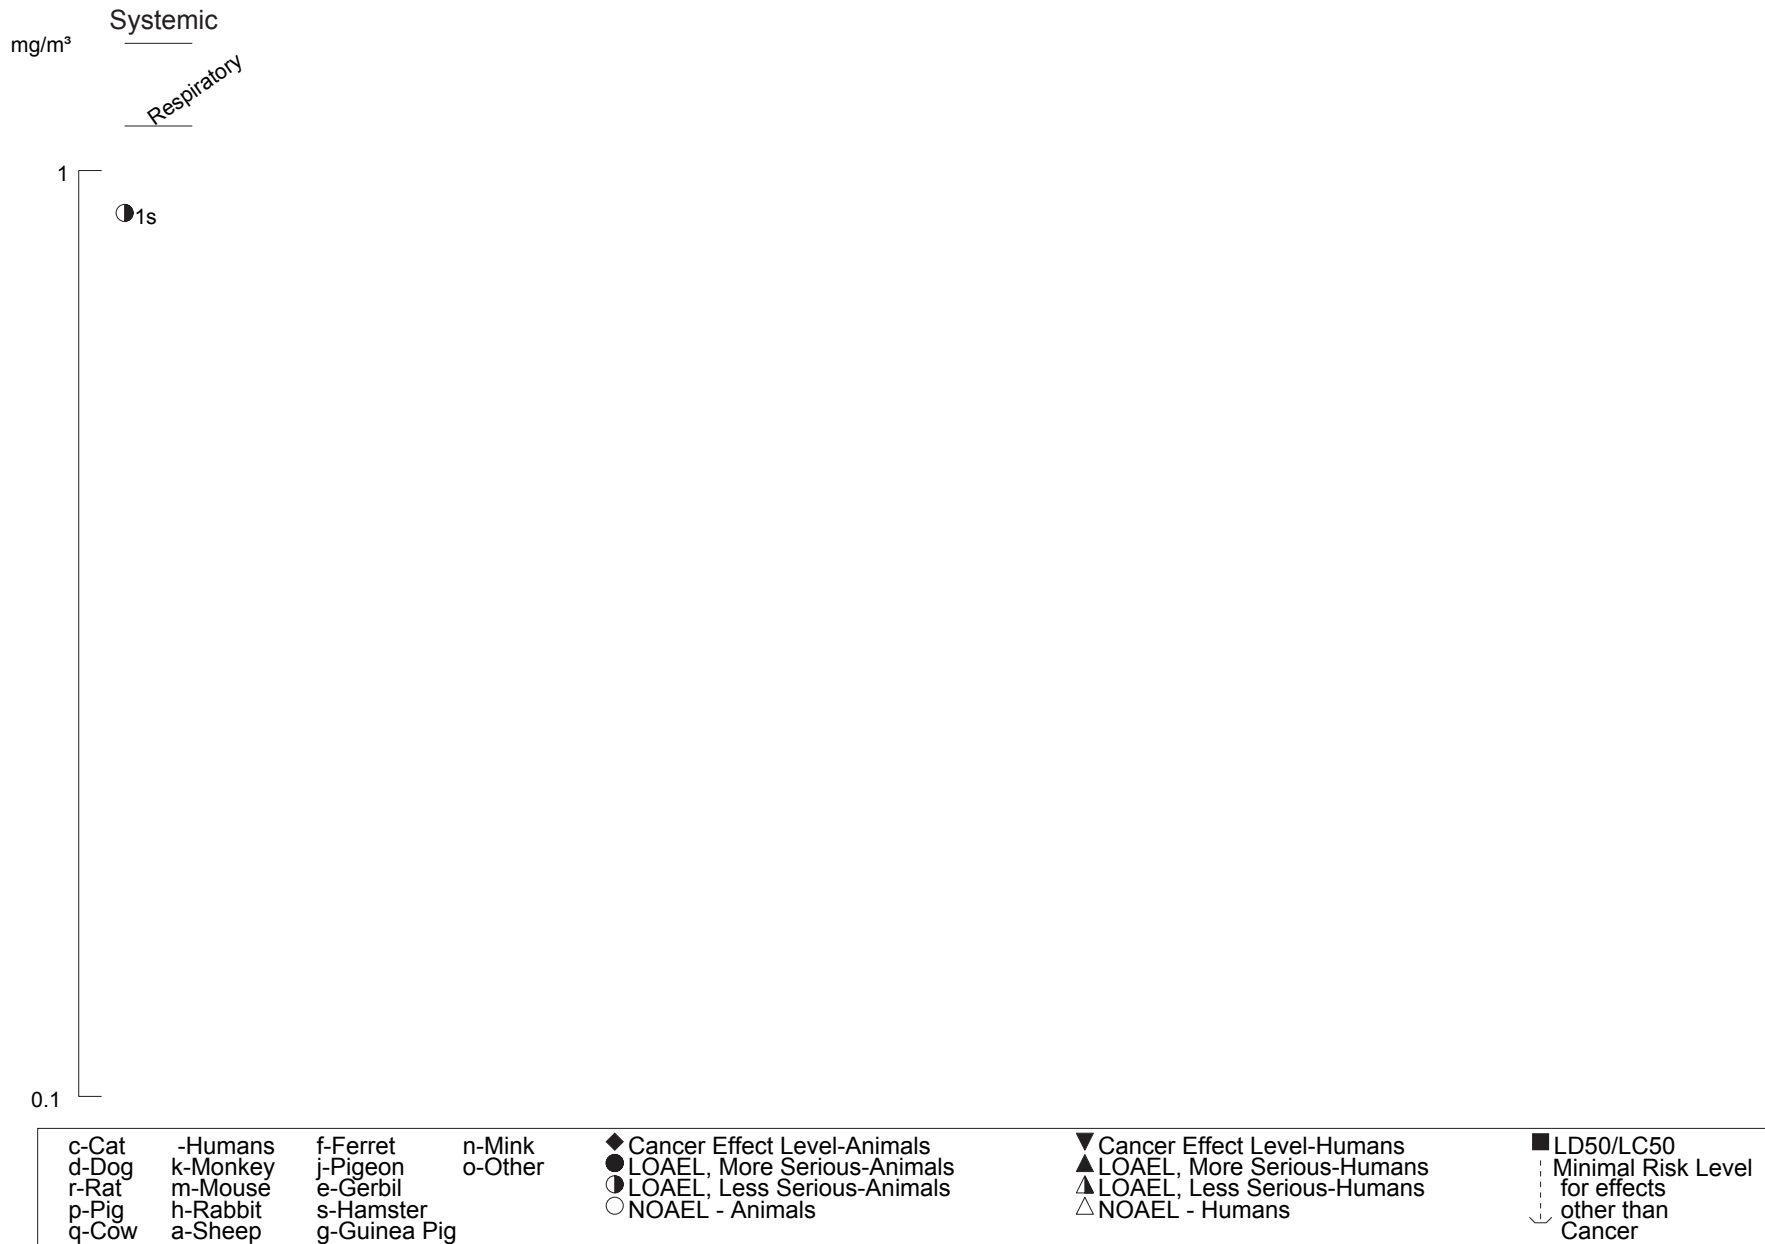 Systemic
mg/m³
Respiratory
1
1s
0.1
c-Cat
d-Dog
r-Rat
p-Pig
q-Cow
-Humans
k-Monkey
m-Mouse
h-Rabbit
a-Sheep
f-Ferret
j-Pigeon
e-Gerbil
s-Hamster
g-Guinea Pig
n-Mink
o-Other
Cancer Effect Level-Animals
LOAEL, More Serious-Animals
LOAEL, Less Serious-Animals
NOAEL - Animals
Cancer Effect Level-Humans
LOAEL, More Serious-Humans
LOAEL, Less Serious-Humans
NOAEL - Humans
LD50/LC50
Minimal Risk Level
for effects
other than
Cancer